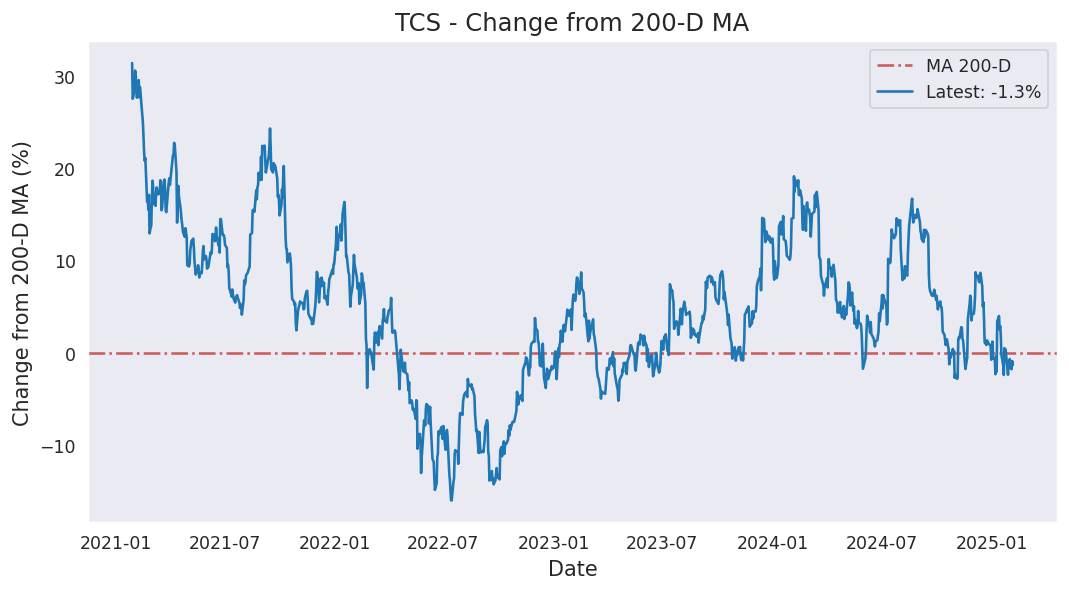 TCS - Change from 200-D MA
MA 200-D
Latest: -1.3%
Change from 200-D MA (%)
30
20
10
0
−10
2021-01 2021-07 2022-01 2022-07 2023-01 2023-07 2024-01 2024-07 2025-01
Date